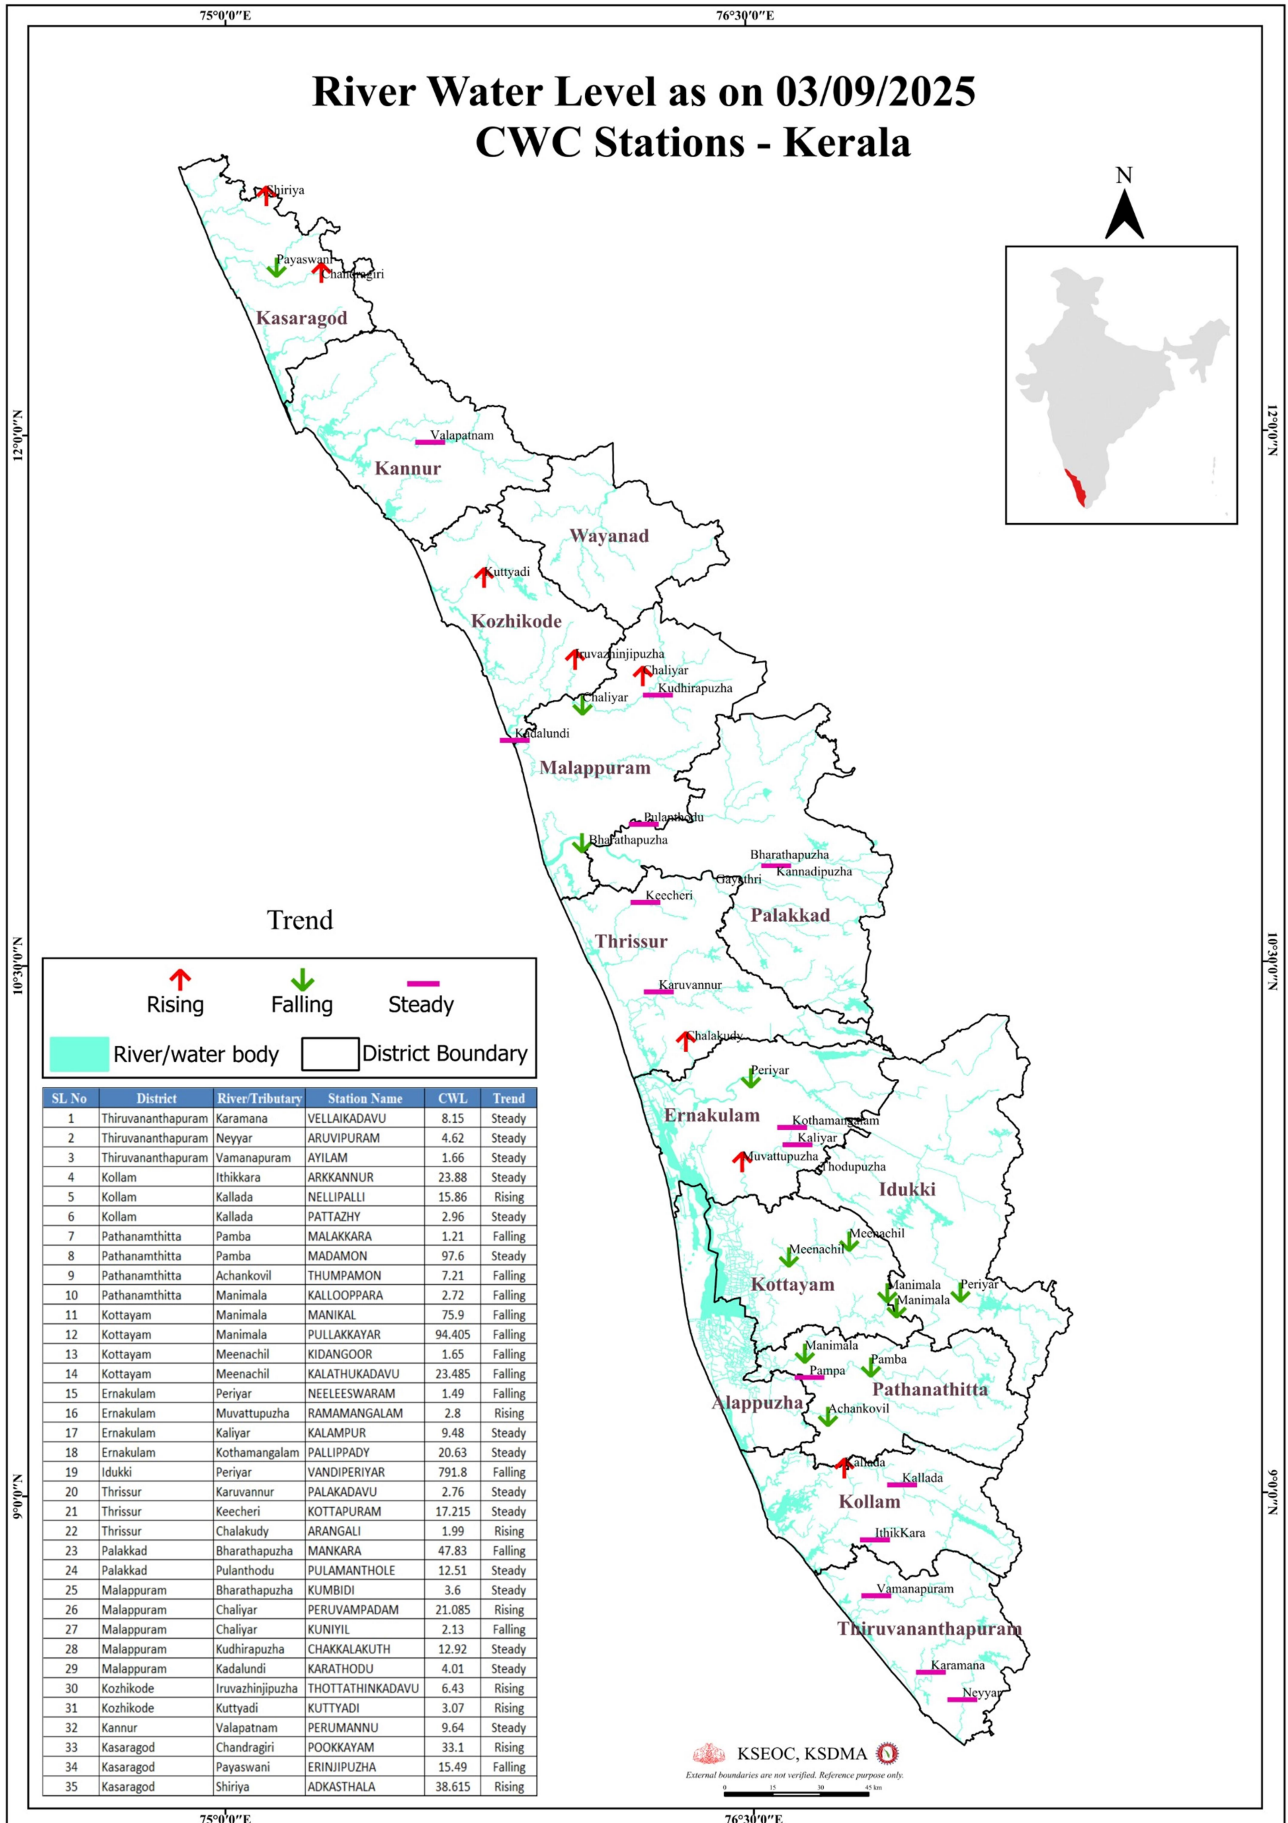 75°0'0"E 76°30'0"E
River Water Level as on 03/09/2025
CWC Stations - Kerala
N
Shiriya
Payaswani
Chandragiri
Kasaragod
12°0'0"N
12°0'0"N
Valapatnam
Kannur
Wayanad
Kuttyadi
Kozhikode
Iruvazhinjipuzha
Chaliyar
Kudhirapuzha
Chaliyar
Kadalundi
Malappuram
Pulanthodu
Bharathapuzha
Bharathapuzha
Kannadipuzha
Gayathri
Keecheri
Palakkad
Thrissur
10°30'0"N
10°30'0"N
Karuvannur
Chalakudy
Periyar
Ernakulam
Kothamangalam
Kaliyar
Muvattupuzha
Thodupuzha
Idukki
Meenachil
Meenachil
Kottayam
Manimala
Periyar
Manimala
Manimala
Pamba
Pampa
Pathanathitta
Alappuzha
Achankovil
Kallada
Kallada
Kollam
9°0'0"N
9°0'0"N
IthikKara
Vamanapuram
Thiruvananthapuram
Karamana
Neyyar
Trend
Rising Falling Steady
River/water body District Boundary
SL No District River/Tributary Station Name CWL Trend
1 Thiruvananthapuram Karamana VELLAIKADAVU 8.15 Steady
2 Thiruvananthapuram Neyyar ARUVIPURAM 4.62 Steady
3 Thiruvananthapuram Vamanapuram AYILAM 1.66 Steady
4 Kollam Ithikkara ARKKANNUR 23.88 Steady
5 Kollam Kallada NELLIPALLI 15.86 Rising
6 Kollam Kallada PATTAZHY 2.96 Steady
7 Pathanamthitta Pamba MALAKKARA 1.21 Falling
8 Pathanamthitta Pamba MADAMON 97.6 Steady
9 Pathanamthitta Achankovil THUMPAMON 7.21 Falling
10 Pathanamthitta Manimala KALLOOPPARA 2.72 Falling
11 Kottayam Manimala MANIKAL 75.9 Falling
12 Kottayam Manimala PULLAKKAYAR 94.405 Falling
13 Kottayam Meenachil KIDANGOOR 1.65 Falling
14 Kottayam Meenachil KALATHUKADAVU 23.485 Falling
15 Ernakulam Periyar NEELEESWARAM 1.49 Falling
16 Ernakulam Muvattupuzha RAMAMANGALAM 2.8 Rising
17 Ernakulam Kaliyar KALAMPUR 9.48 Steady
18 Ernakulam Kothamangalam PALLIPPADY 20.63 Steady
19 Idukki Periyar VANDIPERIYAR 791.8 Falling
20 Thrissur Karuvannur PALAKADAVU 2.76 Steady
21 Thrissur Keecheri KOTTAPURAM 17.215 Steady
22 Thrissur Chalakudy ARANGALI 1.99 Rising
23 Palakkad Bharathapuzha MANKARA 47.83 Falling
24 Palakkad Pulanthodu PULAMANTHOLE 12.51 Steady
25 Malappuram Bharathapuzha KUMBIDI 3.6 Steady
26 Malappuram Chaliyar PERUVAMPADAM 21.085 Rising
27 Malappuram Chaliyar KUNIYIL 2.13 Falling
28 Malappuram Kudhirapuzha CHAKKALAKUTH 12.92 Steady
29 Malappuram Kadalundi KARATHODU 4.01 Steady
30 Kozhikode Iruvazhinjipuzha THOTTATHINKADAVU 6.43 Rising
31 Kozhikode Kuttyadi KUTTYADI 3.07 Rising
32 Kannur Valapatnam PERUMANNU 9.64 Steady
33 Kasaragod Chandragiri POOKKAYAM 33.1 Rising
34 Kasaragod Payaswani ERINJIPUZHA 15.49 Falling
35 Kasaragod Shiriya ADKASTHALA 38.615 Rising
KSEOC, KSDMA
External boundaries are not verified. Reference purpose only.
0 15 30 45 km
75°0'0"E 76°30'0"E